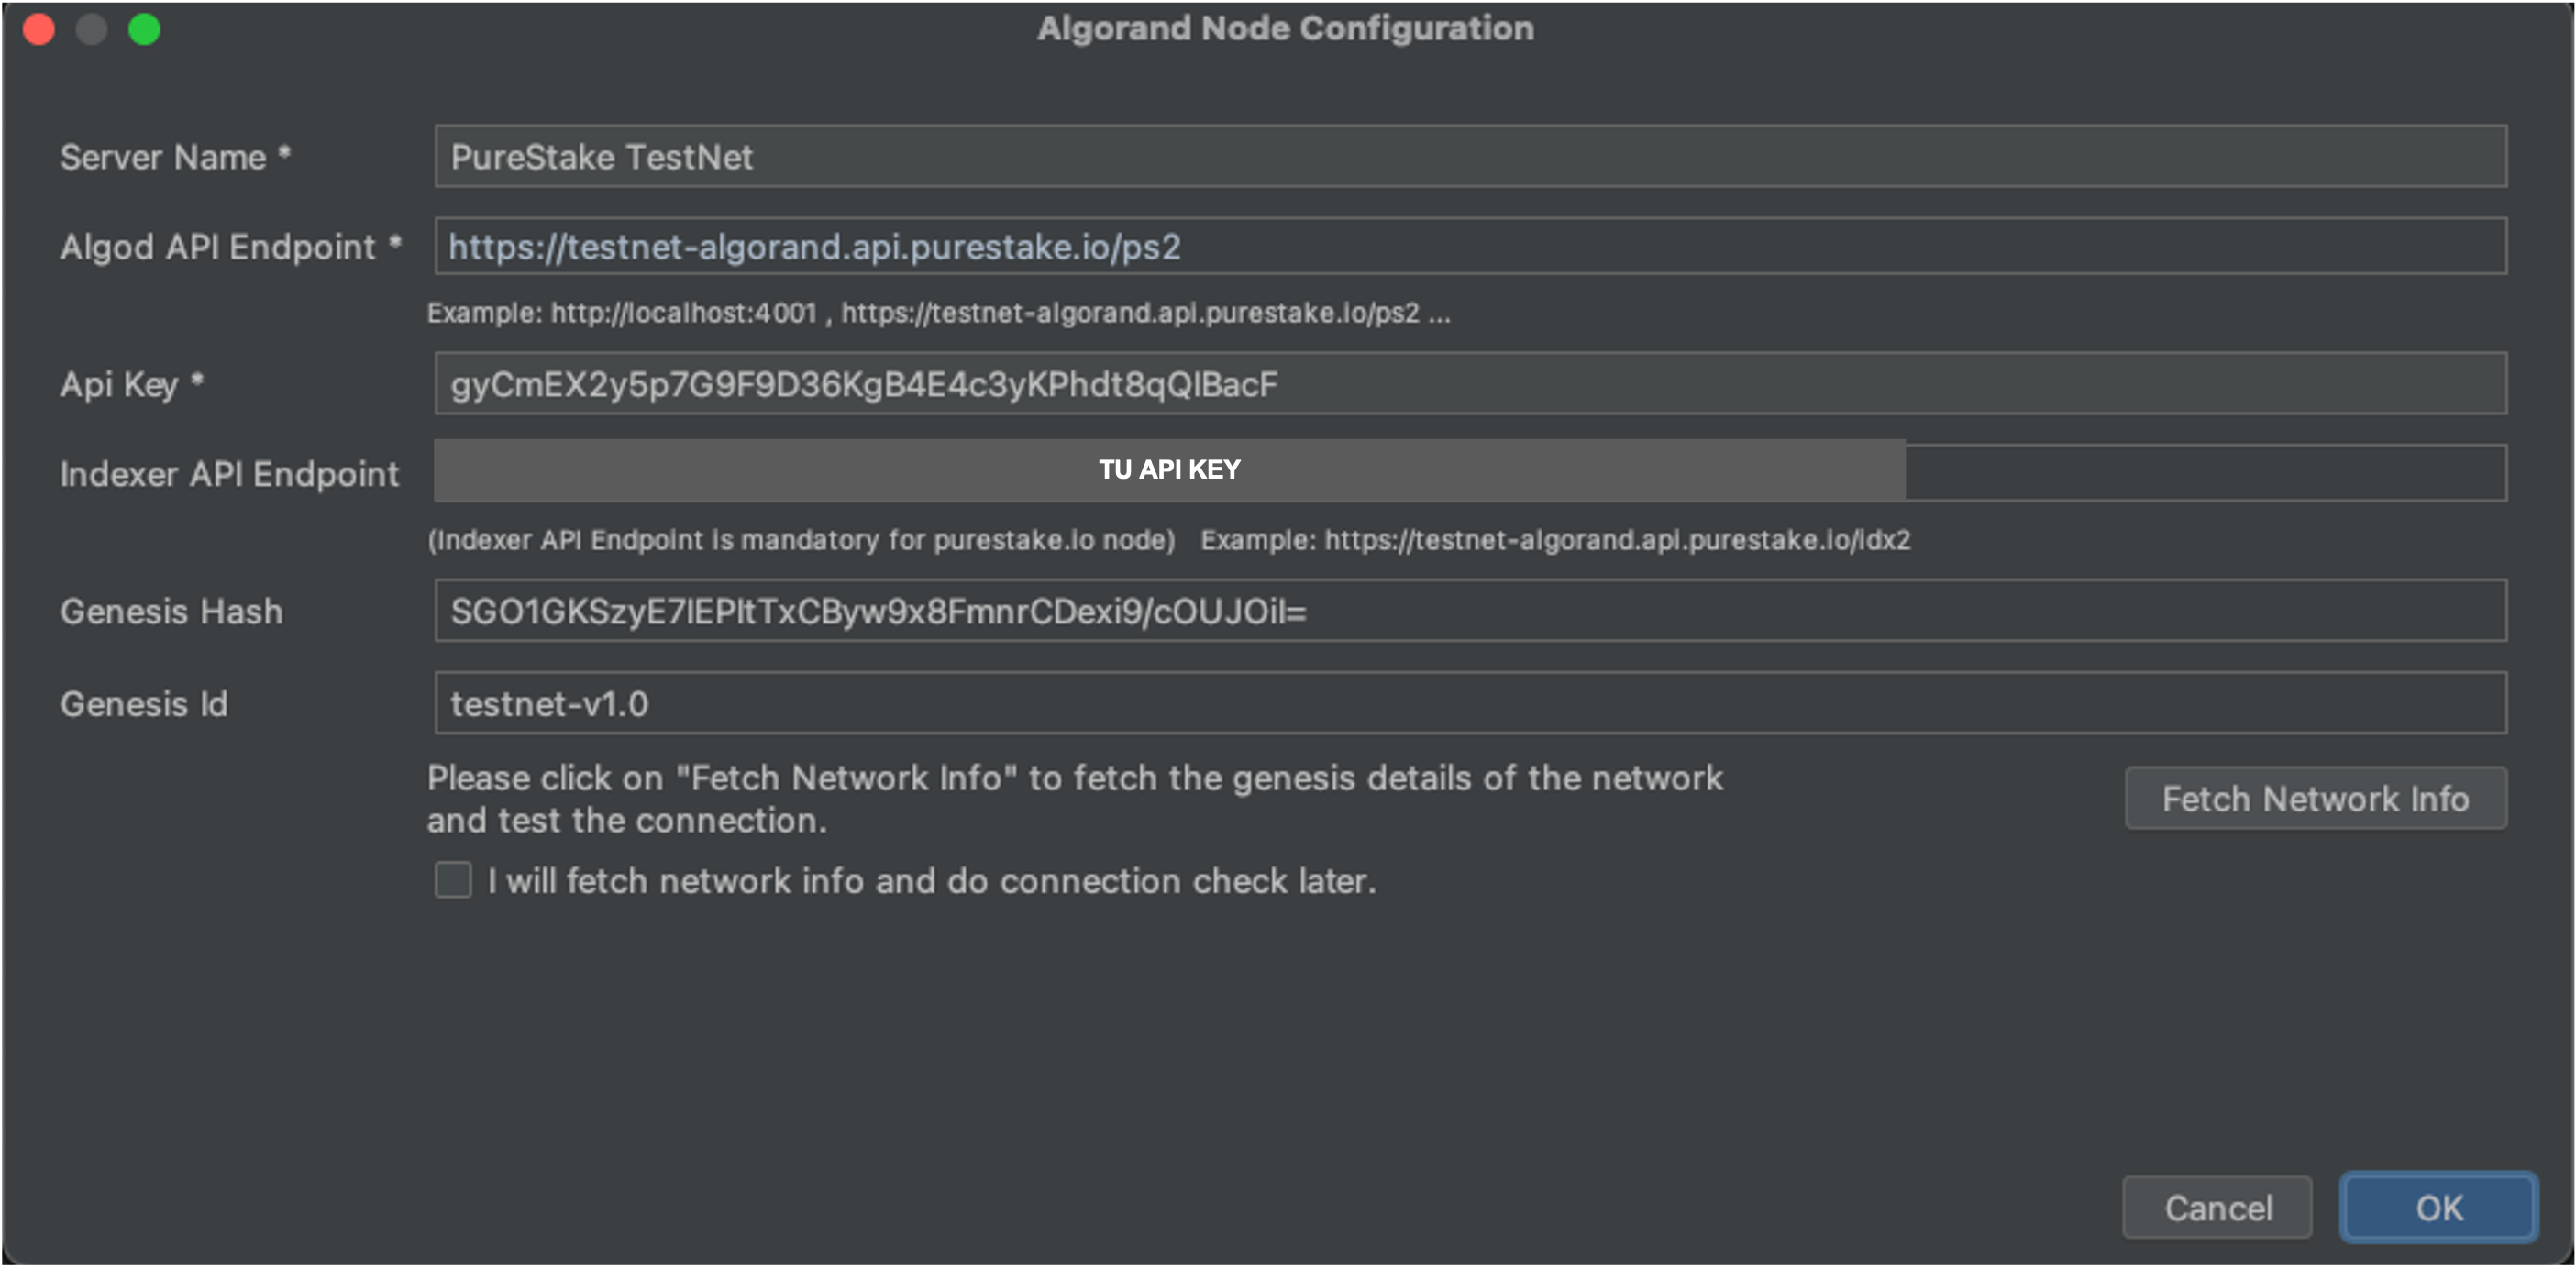 Algorand Node Configuration
Server Name *
PureStake TestNet
Algod API Endpoint *
https://testnet-algorand.api.purestake.io/ps2
Example: http://localhost:4001 , https://testnet-algorand.api.purestake.io/ps2 ...
Api Key *
gyCmEX2y5p7G9F9D36KgB4E4c3yKPhdt8qQIBacF
Indexer API Endpoint
TU API KEY
(Indexer API Endpoint is mandatory for purestake.io node) Example: https://testnet-algorand.api.purestake.io/idx2
Genesis Hash
SGO1GKSzyE7IEPItTxCByw9x8FmnrCDexi9/cOUJOiI=
Genesis Id
testnet-v1.0
Please click on "Fetch Network Info" to fetch the genesis details of the network
and test the connection.
Fetch Network Info
I will fetch network info and do connection check later.
Cancel
OK